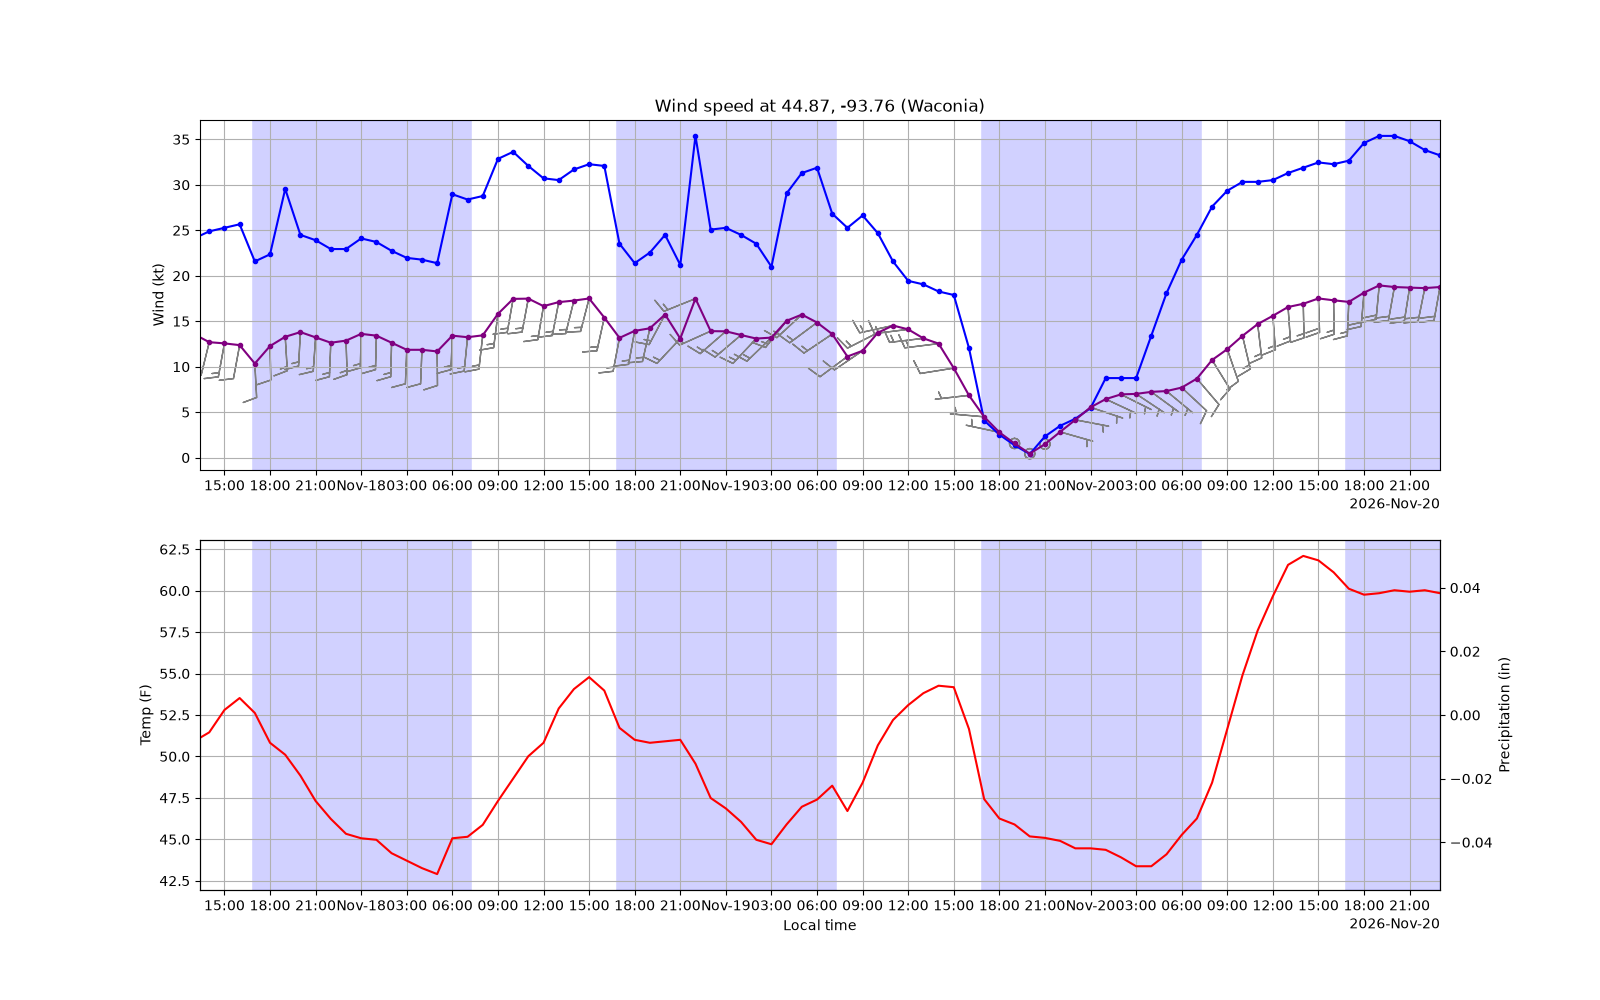 Wind speed at 44.87, -93.76 (Waconia)
35
30
25
20
15
10
5
0
Wind (kt)
15:00 18:00 21:00 Nov-18 03:00 06:00 09:00 12:00 15:00 18:00 21:00 Nov-19 03:00 06:00 09:00 12:00 15:00 18:00 21:00 Nov-20 03:00 06:00 09:00 12:00 15:00 18:00 21:00
2026-Nov-20
62.5
60.0
57.5
55.0
52.5
50.0
47.5
45.0
42.5
Temp (F)
0.04
0.02
0.00
−0.02
−0.04
Precipitation (in)
15:00 18:00 21:00 Nov-18 03:00 06:00 09:00 12:00 15:00 18:00 21:00 Nov-19 03:00 06:00 09:00 12:00 15:00 18:00 21:00 Nov-20 03:00 06:00 09:00 12:00 15:00 18:00 21:00
Local time
2026-Nov-20